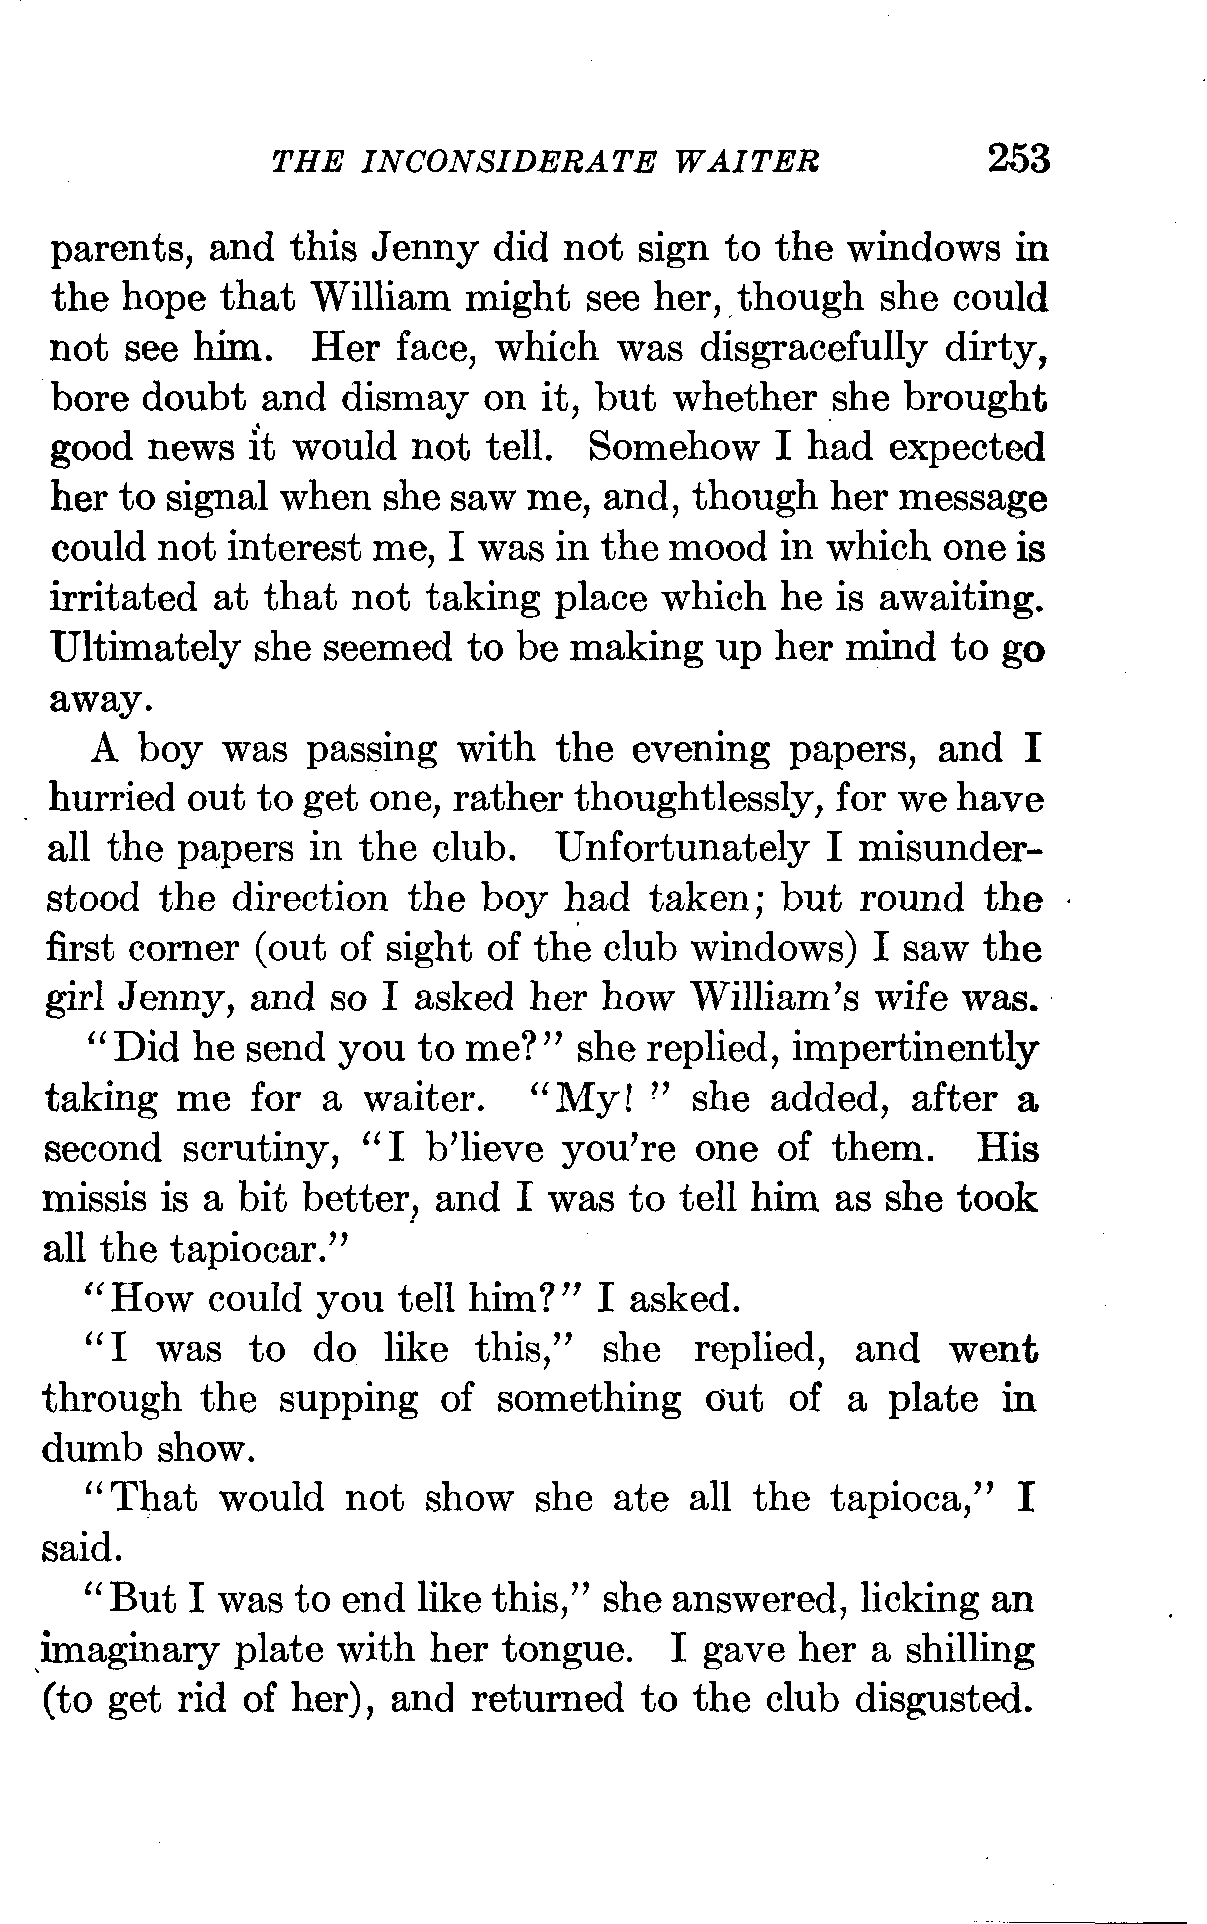 THE INCONSIDERATE WAITER 253
parents, and this Jenny did not sign to the windows in
the hope that William might see her, though she could
not see him. Her face, which was disgracefully dirty,
bore doubt and dismay on it, but whether she brought
good news it would not tell. Somehow I had expected
her to signal when she saw me, and, though her message
could not interest me, I was in the mood in which one is
irritated at that not taking place which he is awaiting.
Ultimately she seemed to be making up her mind to go
away.
A boy was passing with the evening papers, and I
hurried out to get one, rather thoughtlessly, for we have
all the papers in the club. Unfortunately I misunder-
stood the direction the boy had taken; but round the
first corner (out of sight of the club windows) I saw the
girl Jenny, and so I asked her how William's wife was.
"Did he send you to me?" she replied, impertinently
taking me for a waiter. "My!" she added, after a
second scrutiny, "I b'lieve you're one of them. His
missis is a bit better, and I was to tell him as she took
all the tapiocar."
"How could you tell him?" I asked.
"I was to do like this," she replied, and went
through the supping of something out of a plate in
dumb show.
"That would not show she ate all the tapioca," I
said.
"But I was to end like this," she answered, licking an
imaginary plate with her tongue. I gave her a shilling
(to get rid of her), and returned to the club disgusted.